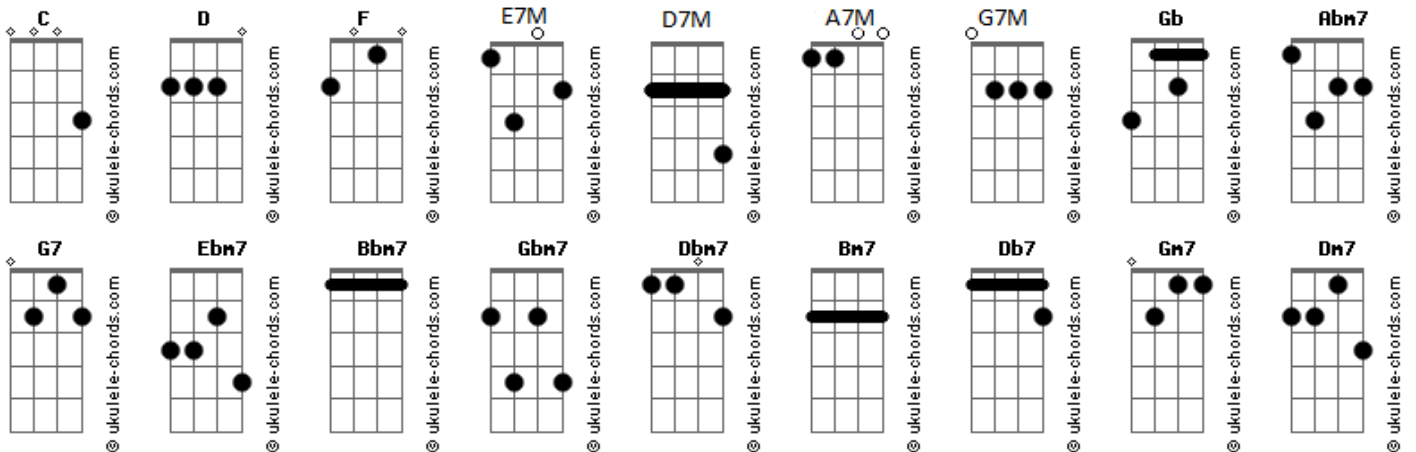 C D F E7M D7M A7M G7M Gb Abm7
© ukulele-chords.com © ukulele-chords.com © ukulele-chords.com © ukulele-chords.com © ukulele-chords.com © ukulele-chords.com © ukulele-chords.com © ukulele-chords.com © ukulele-chords.com
G7 Ebm7 Bbm7 Gbm7 Dbm7 Bm7 Db7 Gm7 Dm7
© ukulele-chords.com © ukulele-chords.com © ukulele-chords.com © ukulele-chords.com © ukulele-chords.com © ukulele-chords.com © ukulele-chords.com © ukulele-chords.com © ukulele-chords.com